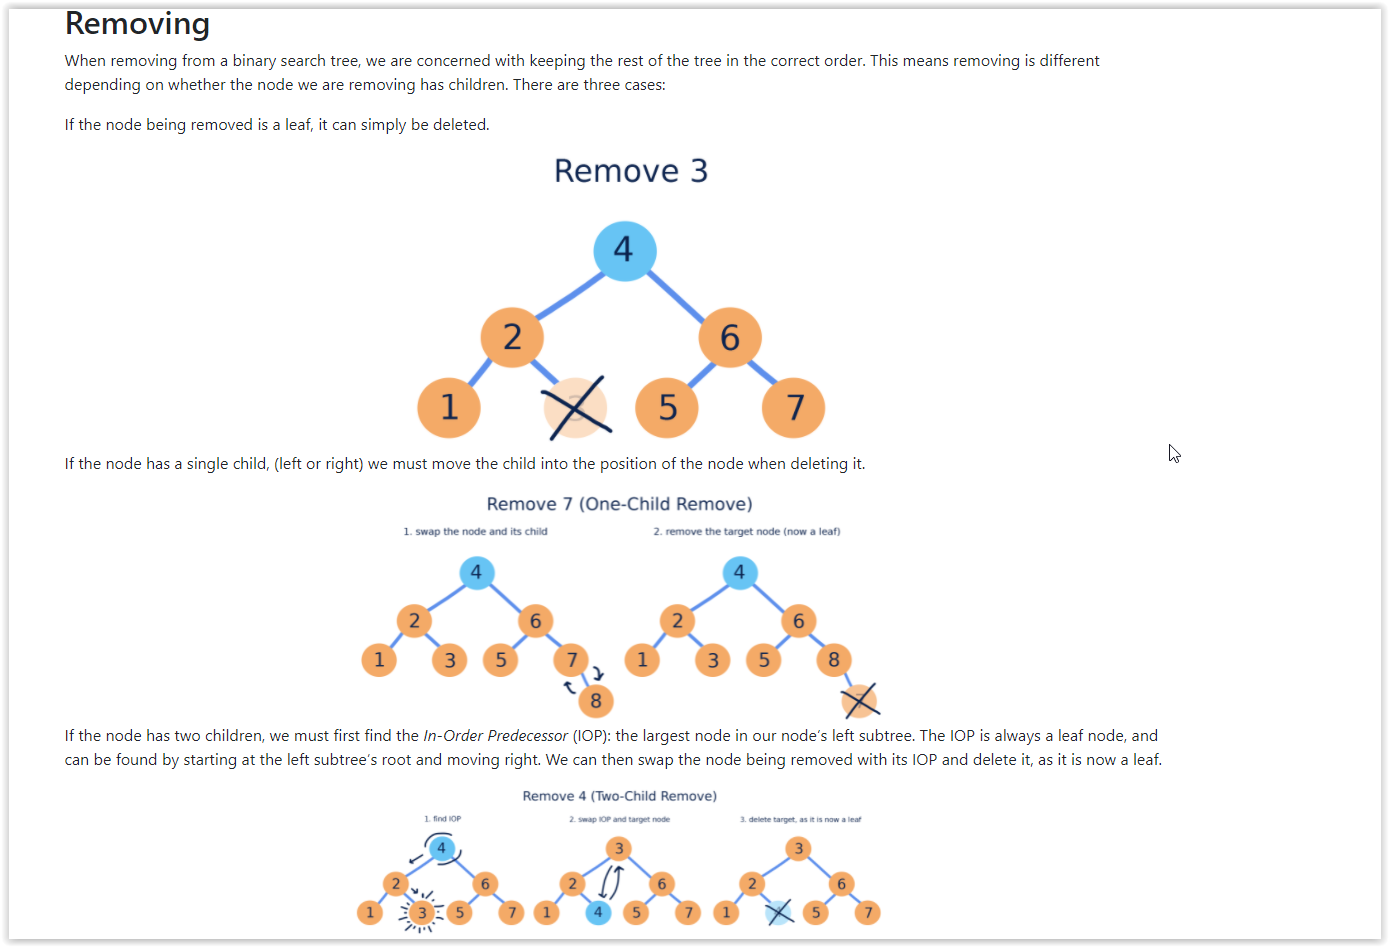 Removing
When removing from a binary search tree, we are concerned with keeping the rest of the tree in the correct order. This means removing is different
depending on whether the node we are removing has children. There are three cases:
If the node being removed is a leaf, it can simply be deleted.
Remove 3
4
2 6
1 5 7
If the node has a single child, (left or right) we must move the child into the position of the node when deleting it.
Remove 7 (One-Child Remove)
1. swap the node and its child 2. remove the target node (now a leaf)
4 4
2 6 2 6
1 3 5 7 1 3 5 8
8
If the node has two children, we must first find the In-Order Predecessor (IOP): the largest node in our node's left subtree. The IOP is always a leaf node, and
can be found by starting at the left subtree's root and moving right. We can then swap the node being removed with its IOP and delete it, as it is now a leaf.
Remove 4 (Two-Child Remove)
1. find IOP 2. swap IOP and target node 3. delete target, as it is now a leaf
4 3 3
2 6 2 6 2 6
1 3 5 7 1 4 5 7 1 5 7